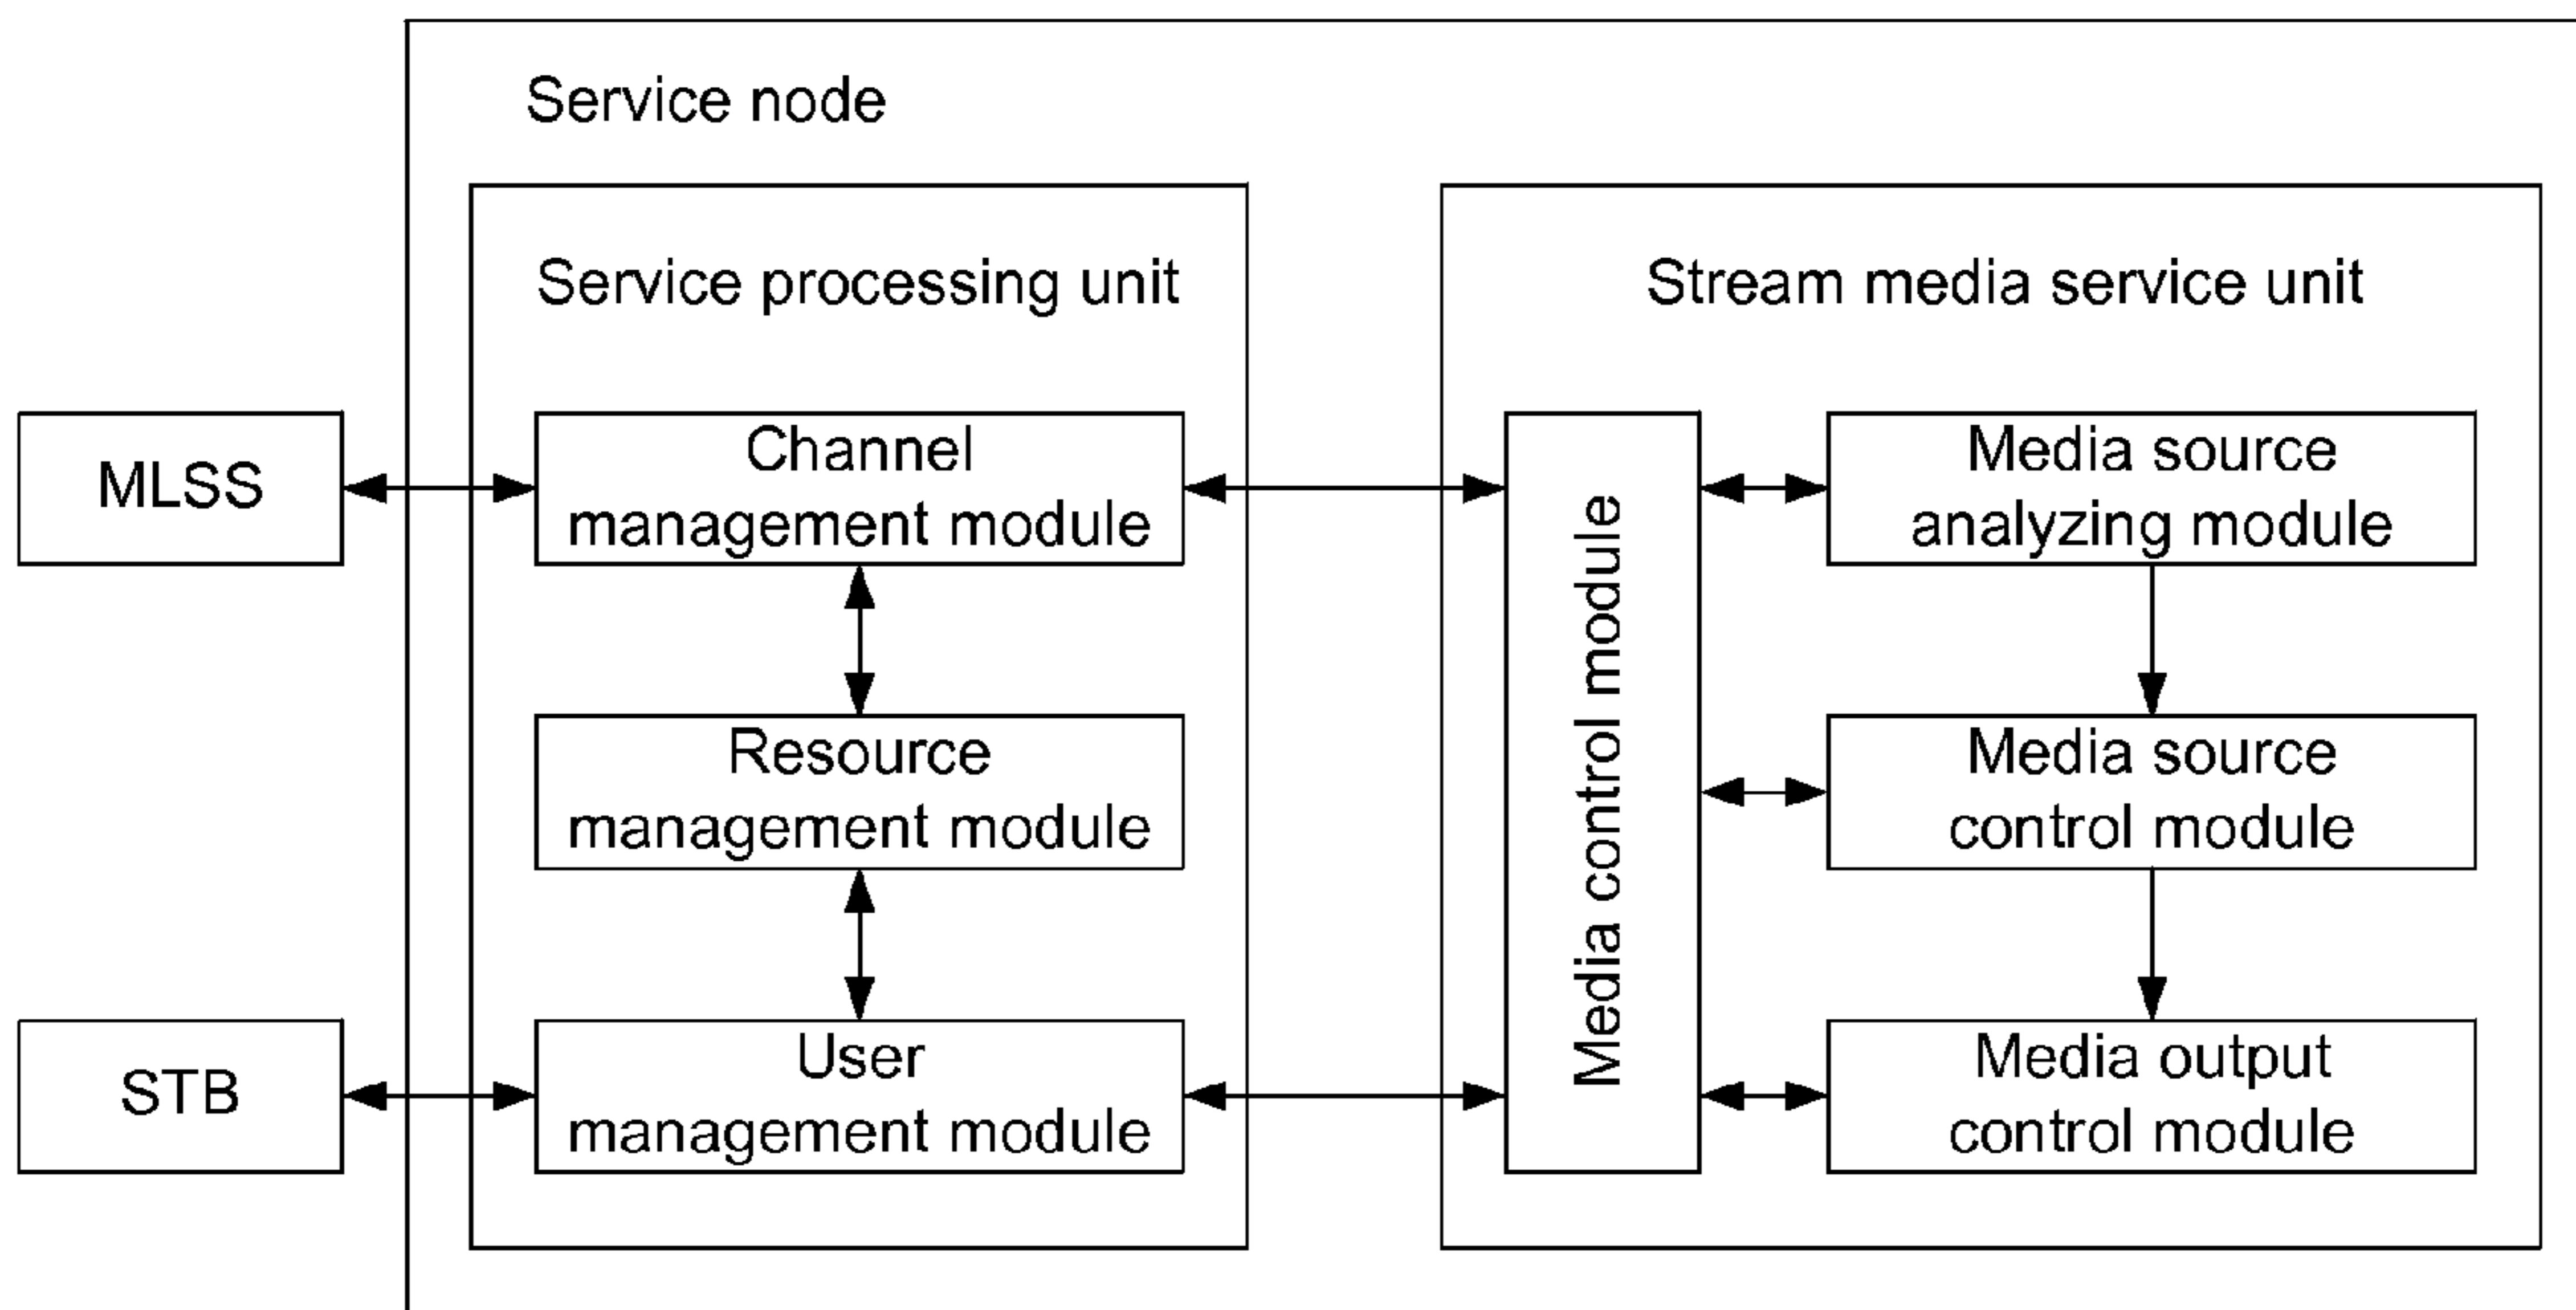 Service node
Service processing unit
Stream media service unit
MLSS
Channel
management module
Media control module
Media source
analyzing module
Resource
management module
Media source
control module
STB
User
management module
Media output
control module